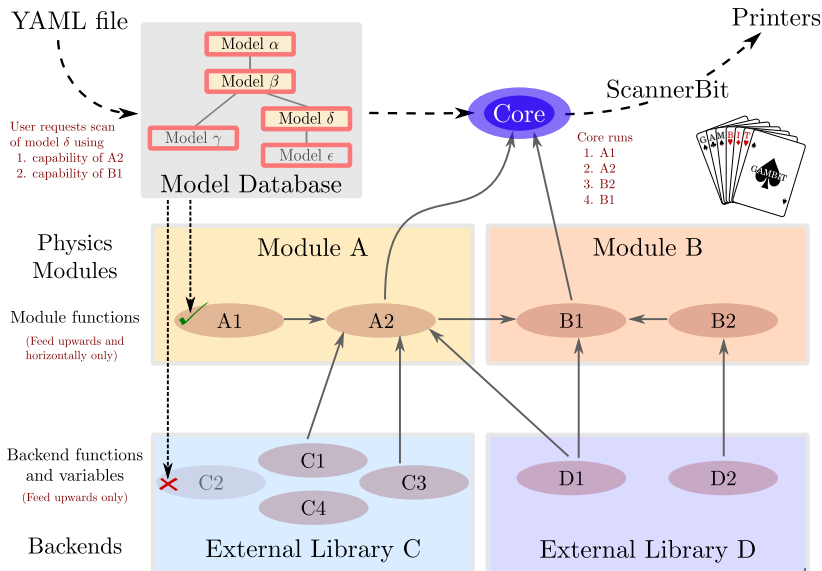 YAML file
Printers
Model α
Model β
Model δ
Model γ
Model ϵ
Model Database
Core
ScannerBit
User requests scan
of model δ using
1. capability of A2
2. capability of B1
Core runs
1. A1
2. A2
3. B2
4. B1
GAMBIT
GAMBIT
Physics
Modules
Module A
Module B
Module functions
(Feed upwards and
horizontally only)
A1
A2
B1
B2
Backend functions
and variables
(Feed upwards only)
C1
C2
C3
C4
D1
D2
Backends
External Library C
External Library D